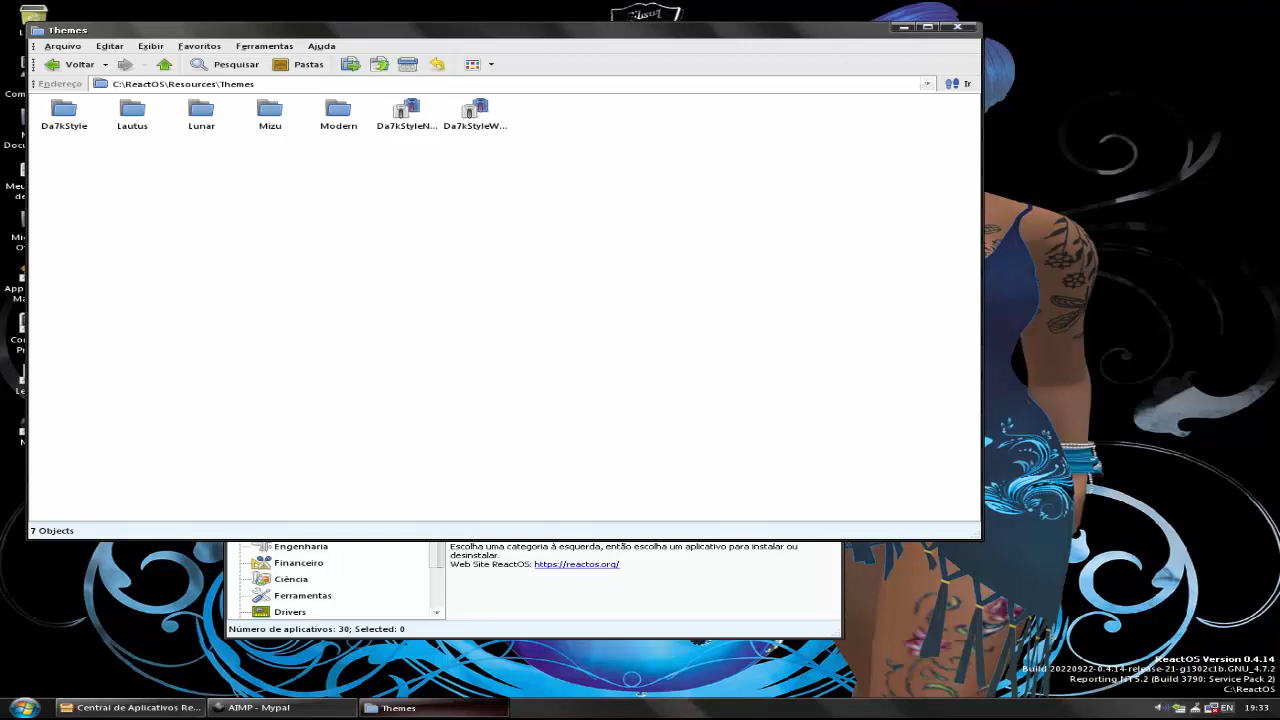 Gibson
Themes
Arquivo Editar Exibir Favoritos Ferramentas Ajuda
Voltar Pesquisar Pastas
Endereço C:\ReactOS\Resources\Themes Ir
Da7kStyle Lautus Lunar Mizu Modern Da7kStyleN... Da7kStyleW...
7 Objects
Engenharia
Financeiro
Ciência
Ferramentas
Drivers
Escolha uma categoria à esquerda, então escolha um aplicativo para instalar ou
desinstalar.
Web Site ReactOS: https://reactos.org/
Número de aplicativos: 30; Selected: 0
ReactOS Version 0.4.14
Build 20220922-0.4.14-release-21-g1302c1b.GNU_4.7.2
Reporting NT5.2 (Build 3790: Service Pack 2)
C:\ReactOS
Central de Aplicativos Re... AIMP - Mypal Themes EN 19:33